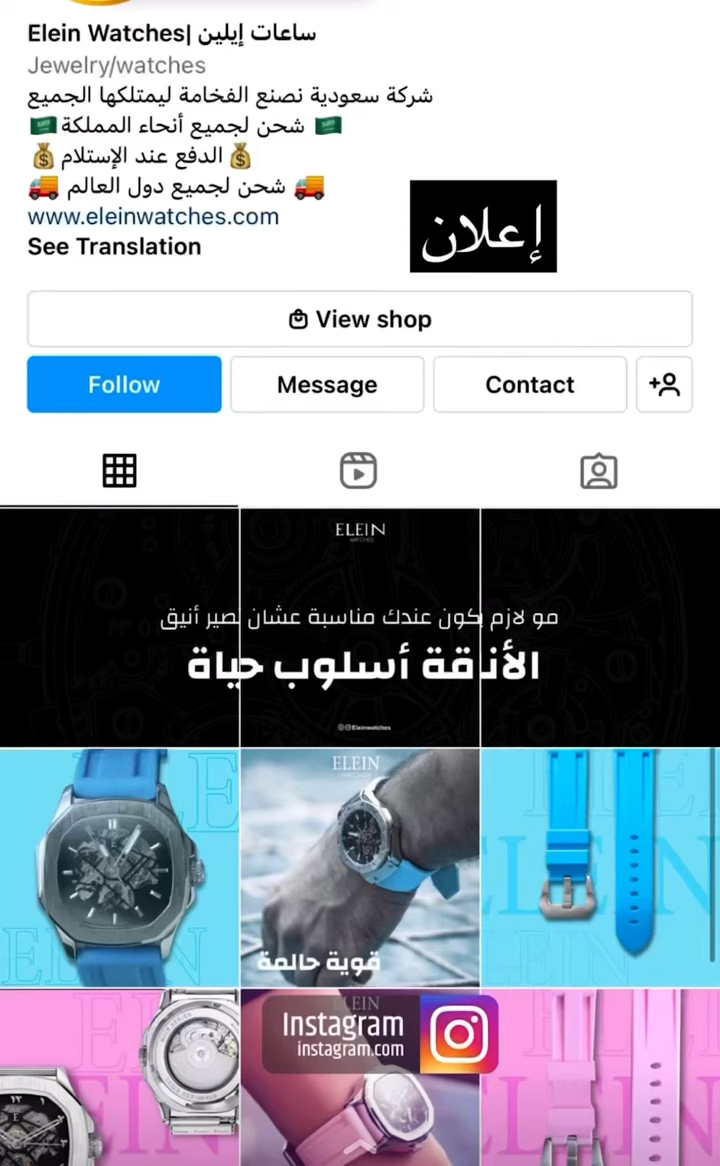 Elein Watches| ساعات إيلين
Jewelry/watches
شركة سعودية نصنع الفخامة ليمتلكها الجميع
🇸🇦 شحن لجميع أنحاء المملكة 🇸🇦
💰 الدفع عند الإستلام 💰
🚚 شحن لجميع دول العالم 🚚
www.eleinwatches.com
See Translation
إعلان
View shop
Follow
Message
Contact
ELEIN
WATCHES
مو لازم يكون عندك مناسبة عشان تصير أنيق
الأناقة أسلوب حياة
Eleinwatches
ELEIN
قوية حالمة
ELEIN
Instagram
instagram.com